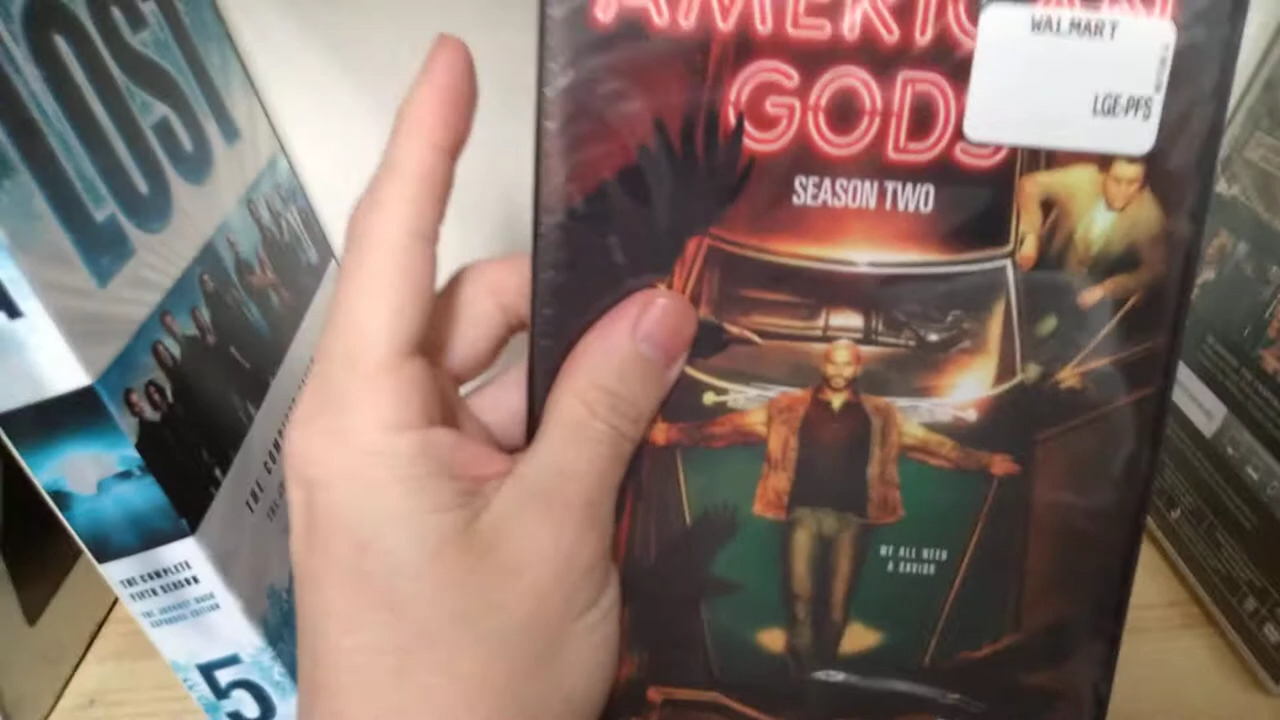 LOST
THE COMPLETE
FIFTH SEASON
THE JOURNEY BACK
EXPANDED EDITION
5
AMERICAN
GODS
SEASON TWO
WALMART
LGE-PFS
WE ALL NEED
A SAVIOR